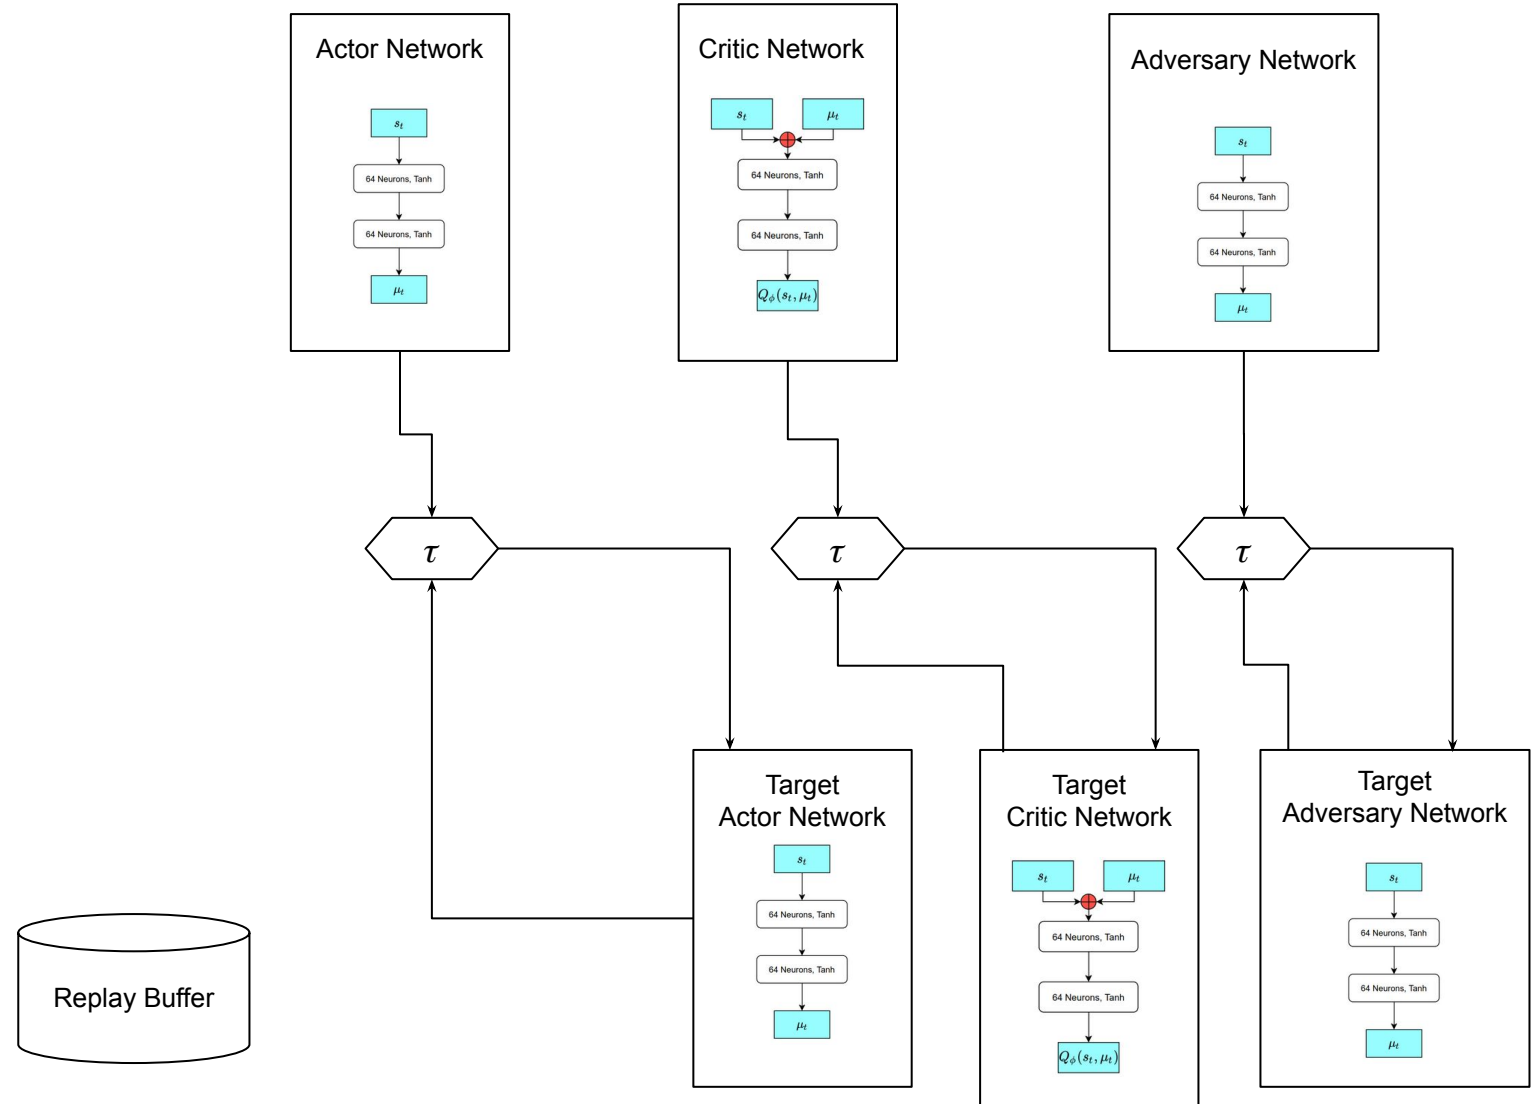 Actor Network
s_t
64 Neurons, Tanh
64 Neurons, Tanh
μ_t
Critic Network
s_t μ_t
64 Neurons, Tanh
64 Neurons, Tanh
Q_ϕ(s_t, μ_t)
Adversary Network
s_t
64 Neurons, Tanh
64 Neurons, Tanh
μ_t
τ
τ
τ
Target
Actor Network
s_t
64 Neurons, Tanh
64 Neurons, Tanh
μ_t
Target
Critic Network
s_t μ_t
64 Neurons, Tanh
64 Neurons, Tanh
Q_ϕ(s_t, μ_t)
Target
Adversary Network
s_t
64 Neurons, Tanh
64 Neurons, Tanh
μ_t
Replay Buffer